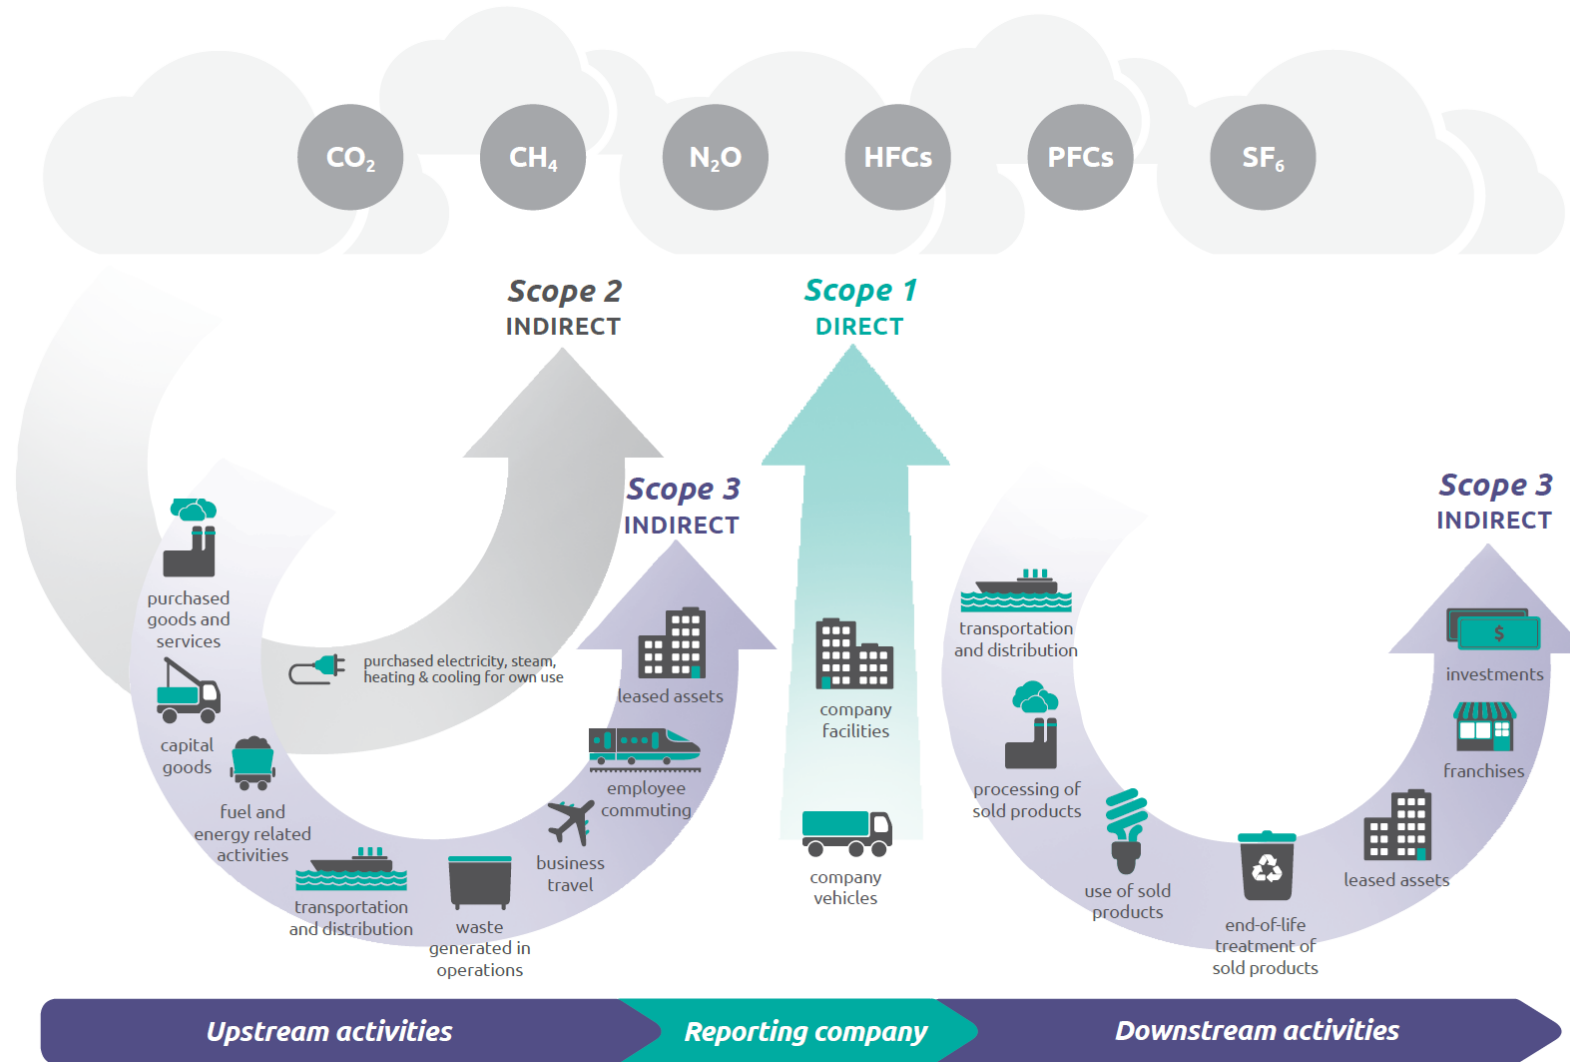 CO₂
CH₄
N₂O
HFCs
PFCs
SF₆
Scope 2
INDIRECT
Scope 1
DIRECT
Scope 3
INDIRECT
Scope 3
INDIRECT
purchased
goods and
services
capital
goods
fuel and
energy related
activities
transportation
and distribution
waste
generated in
operations
business
travel
employee
commuting
leased assets
purchased electricity, steam,
heating & cooling for own use
company
facilities
company
vehicles
transportation
and distribution
processing of
sold products
use of sold
products
end-of-life
treatment of
sold products
leased assets
franchises
$
investments
Upstream activities
Reporting company
Downstream activities